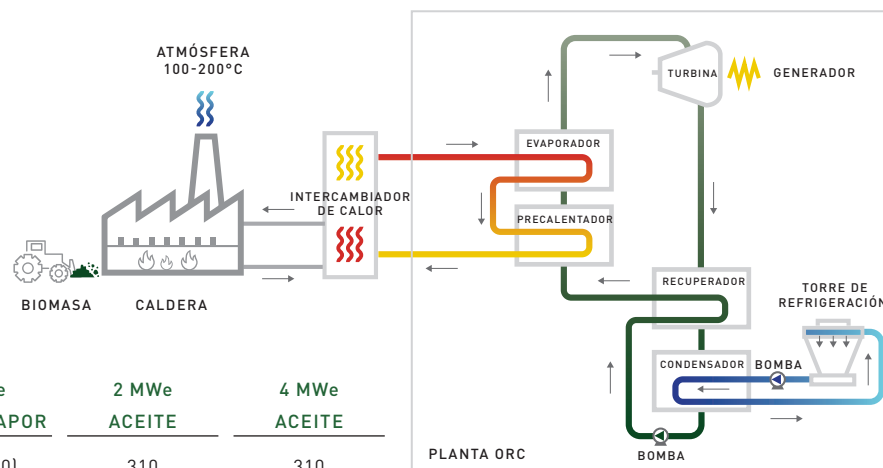 ATMÓSFERA
100-200°C
TURBINA
GENERADOR
EVAPORADOR
INTERCAMBIADOR
DE CALOR
PRECALENTADOR
BIOMASA
CALDERA
RECUPERADOR
TORRE DE
REFRIGERACIÓN
CONDENSADOR
BOMBA
BOMBA
PLANTA ORC
2 MWe
4 MWe
ACEITE
ACEITE
310
310